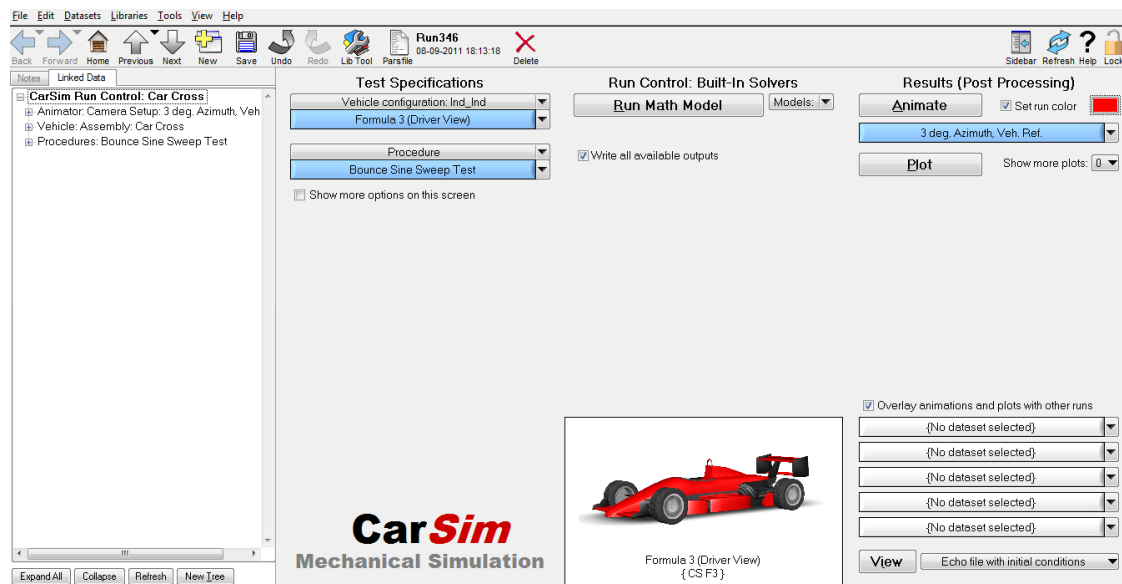 File Edit Datasets Libraries Tools View Help
Back Forward Home Previous Next New Save Undo Redo Lib Tool Parsfile Delete Sidebar Refresh Help Lock
Run346
08-09-2011 18:13:18
Notes Linked Data
CarSim Run Control: Car Cross
Animator: Camera Setup: 3 deg. Azimuth, Veh
Vehicle: Assembly: Car Cross
Procedures: Bounce Sine Sweep Test
Expand All Collapse Refresh New Tree
Test Specifications
Vehicle configuration: Ind_Ind
Formula 3 (Driver View)
Procedure
Bounce Sine Sweep Test
Show more options on this screen
CarSim
Mechanical Simulation
Run Control: Built-In Solvers
Run Math Model Models:
Write all available outputs
Formula 3 (Driver View)
{ CS F3 }
Results (Post Processing)
Animate Set run color
3 deg. Azimuth, Veh. Ref.
Plot Show more plots: 0
Overlay animations and plots with other runs
{No dataset selected}
{No dataset selected}
{No dataset selected}
{No dataset selected}
{No dataset selected}
View Echo file with initial conditions